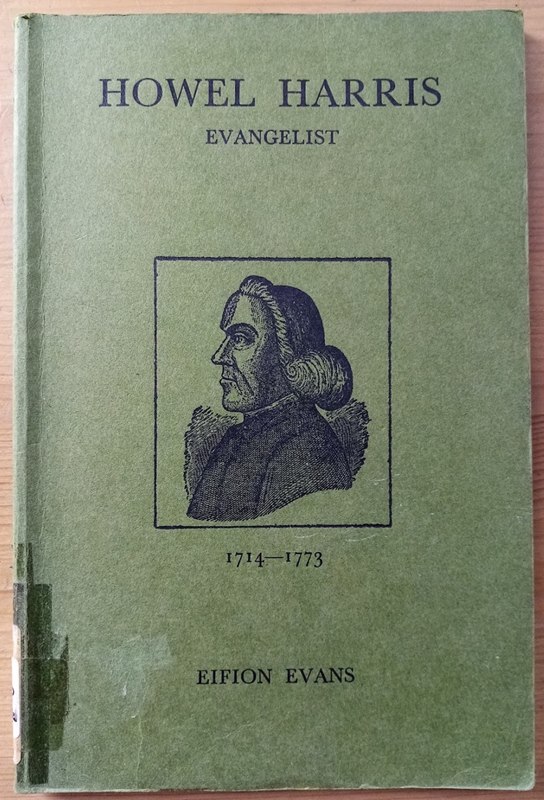 HOWEL HARRIS
EVANGELIST
1714—1773
EIFION EVANS